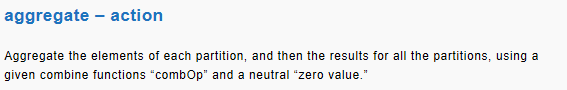 aggregate – action
Aggregate the elements of each partition, and then the results for all the partitions, using a
given combine functions “combOp” and a neutral “zero value.”